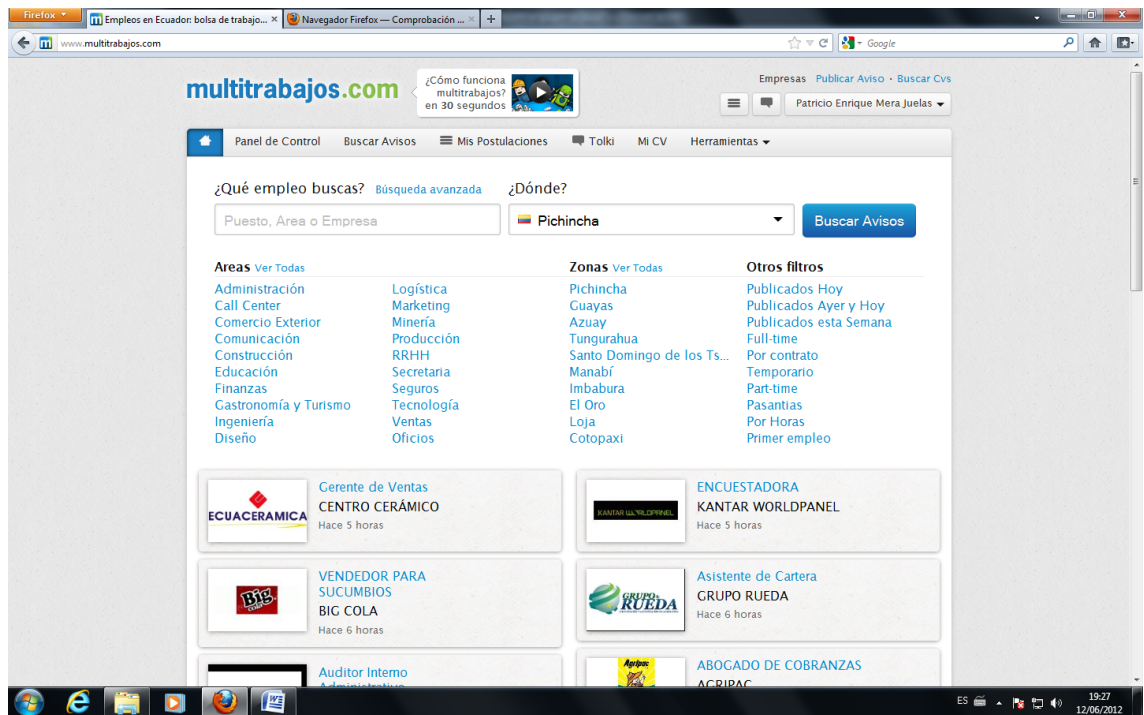 Firefox
Empleos en Ecuador: bolsa de trabajo...
Navegador Firefox — Comprobación ...
www.multitrabajos.com
Google
multitrabajos.com
¿Cómo funciona
multitrabajos?
en 30 segundos
Empresas Publicar Aviso · Buscar Cvs
Patricio Enrique Mera Juelas
Panel de Control Buscar Avisos Mis Postulaciones Tolki Mi CV Herramientas
¿Qué empleo buscas? Búsqueda avanzada ¿Dónde?
Puesto, Area o Empresa Pichincha Buscar Avisos
Areas Ver Todas Zonas Ver Todas Otros filtros
Administración Logística Pichincha Publicados Hoy
Call Center Marketing Guayas Publicados Ayer y Hoy
Comercio Exterior Minería Azuay Publicados esta Semana
Comunicación Producción Tungurahua Full-time
Construcción RRHH Santo Domingo de los Ts... Por contrato
Educación Secretaria Manabí Temporario
Finanzas Seguros Imbabura Part-time
Gastronomía y Turismo Tecnología El Oro Pasantias
Ingeniería Ventas Loja Por Horas
Diseño Oficios Cotopaxi Primer empleo
ECUACERAMICA
Gerente de Ventas
CENTRO CERÁMICO
Hace 5 horas
KANTAR WORLDPANEL
ENCUESTADORA
KANTAR WORLDPANEL
Hace 5 horas
Big
cola
VENDEDOR PARA
SUCUMBIOS
BIG COLA
Hace 6 horas
GRUPO
RUEDA
Asistente de Cartera
GRUPO RUEDA
Hace 6 horas
Auditor Interno
Administrativo
Agripac
ABOGADO DE COBRANZAS
AGRIPAC
ES
19:27
12/06/2012